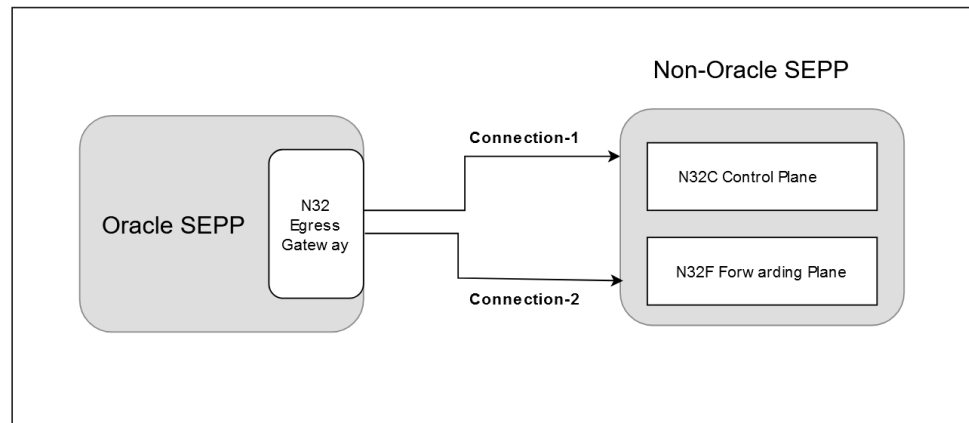 Non-Oracle SEPP
Connection-1
N32C Control Plane
Oracle SEPP
N32
Egress
Gatew ay
N32F Forw arding Plane
Connection-2